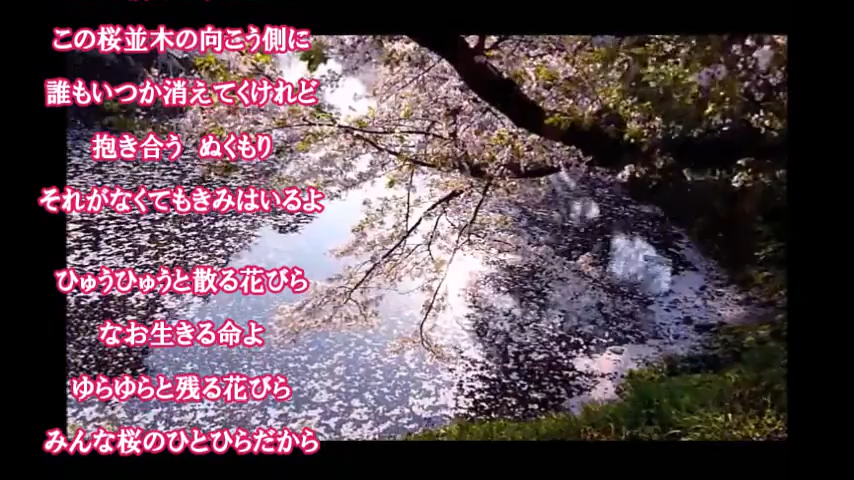 この桜並木の向こう側に
誰もいつか消えてくけれど
抱き合う ぬくもり
それがなくてもきみはいるよ
ひゅうひゅうと散る花びら
なお生きる命よ
ゆらゆらと残る花びら
みんな桜のひとひらだから